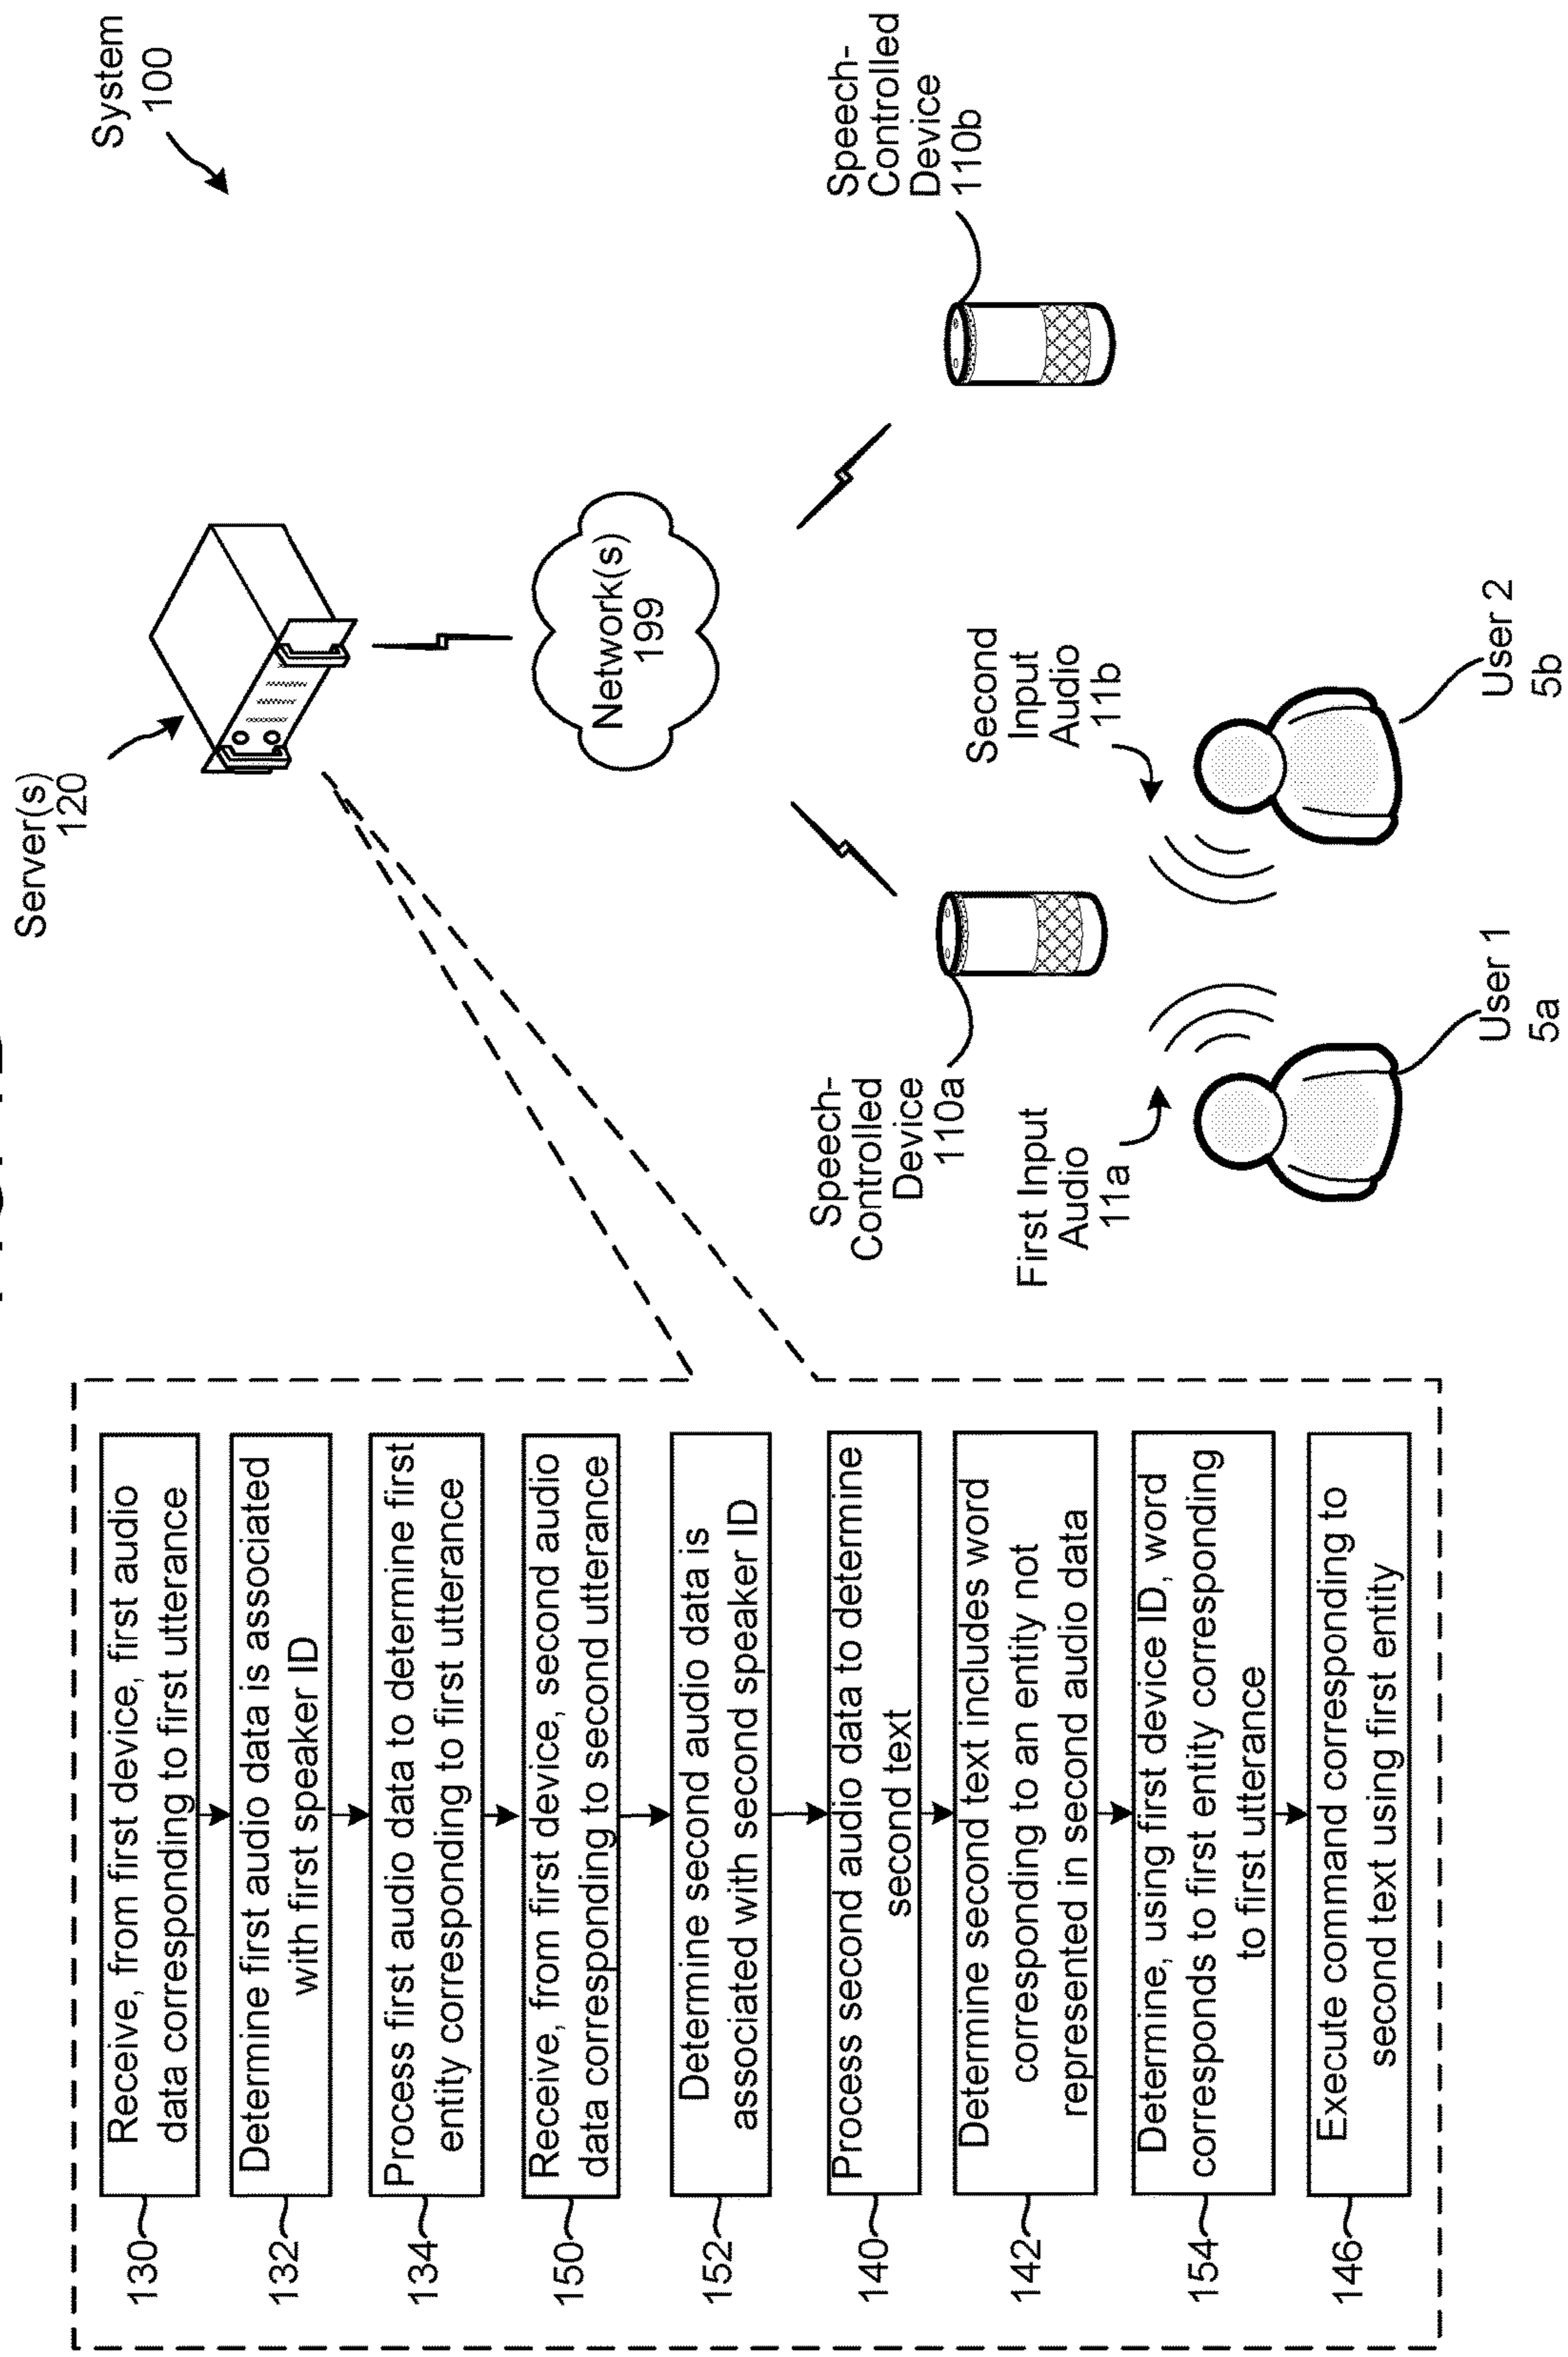 System
100
Server(s)
120
130
Receive, from first device, first audio
data corresponding to first utterance
132
Determine first audio data is associated
with first speaker ID
134
Process first audio data to determine first
entity corresponding to first utterance
150
Receive, from first device, second audio
data corresponding to second utterance
152
Determine second audio data is
associated with second speaker ID
140
Process second audio data to determine
second text
142
Determine second text includes word
corresponding to an entity not
represented in second audio data
154
Determine, using first device ID, word
corresponds to first entity corresponding
to first utterance
146
Execute command corresponding to
second text using first entity
Network(s)
199
Speech-
Controlled
Device
110a
Speech-
Controlled
Device
110b
First Input
Audio
11a
Second
Input
Audio
11b
User 1
5a
User 2
5b